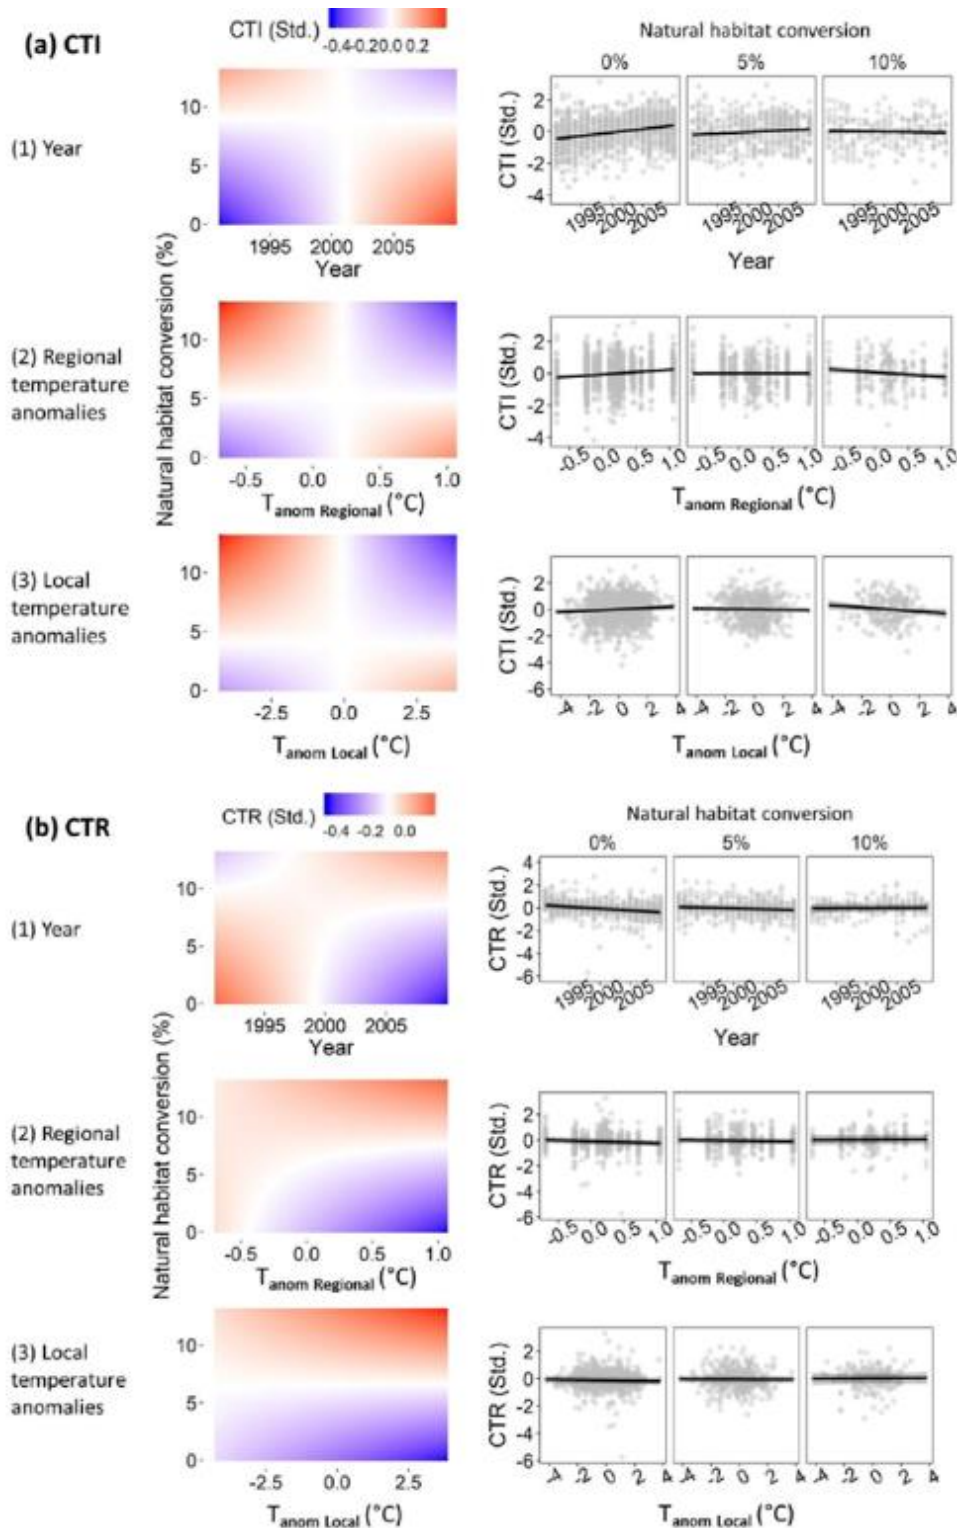 (a) CTI
CTI (Std.)
-0.4-0.20.0 0.2
Natural habitat conversion
0% 5% 10%
(1) Year
10-
5-
0-
1995 2000 2005
Year
CTI (Std.)
2
0
-2
-4
1995 2000 2005
1995 2000 2005
1995 2000 2005
Year
Natural habitat conversion (%)
(2) Regional
temperature
anomalies
10-
5-
0-
-0.5 0.0 0.5 1.0
Tanom Regional (°C)
CTI (Std.)
2
0
-2
-4
-0.5 0.0 0.5 1.0
-0.5 0.0 0.5 1.0
-0.5 0.0 0.5 1.0
Tanom Regional (°C)
(3) Local
temperature
anomalies
10-
5-
0-
-2.5 0.0 2.5
Tanom Local (°C)
CTI (Std.)
2
0
-2
-4
-6
-4 -2 0 2 4
-4 -2 0 2 4
-4 -2 0 2 4
Tanom Local (°C)
(b) CTR
CTR (Std.)
-0.4 -0.2 0.0
Natural habitat conversion
0% 5% 10%
(1) Year
10-
5-
0-
1995 2000 2005
Year
CTR (Std.)
4
2
0
-2
-4
-6
1995 2000 2005
1995 2000 2005
1995 2000 2005
Year
Natural habitat conversion (%)
(2) Regional
temperature
anomalies
10-
5-
0-
-0.5 0.0 0.5 1.0
Tanom Regional (°C)
CTR (Std.)
2
0
-2
-4
-6
-0.5 0.0 0.5 1.0
-0.5 0.0 0.5 1.0
-0.5 0.0 0.5 1.0
Tanom Regional (°C)
(3) Local
temperature
anomalies
10-
5-
0-
-2.5 0.0 2.5
Tanom Local (°C)
CTR (Std.)
2
0
-2
-4
-6
-4 -2 0 2 4
-4 -2 0 2 4
-4 -2 0 2 4
Tanom Local (°C)